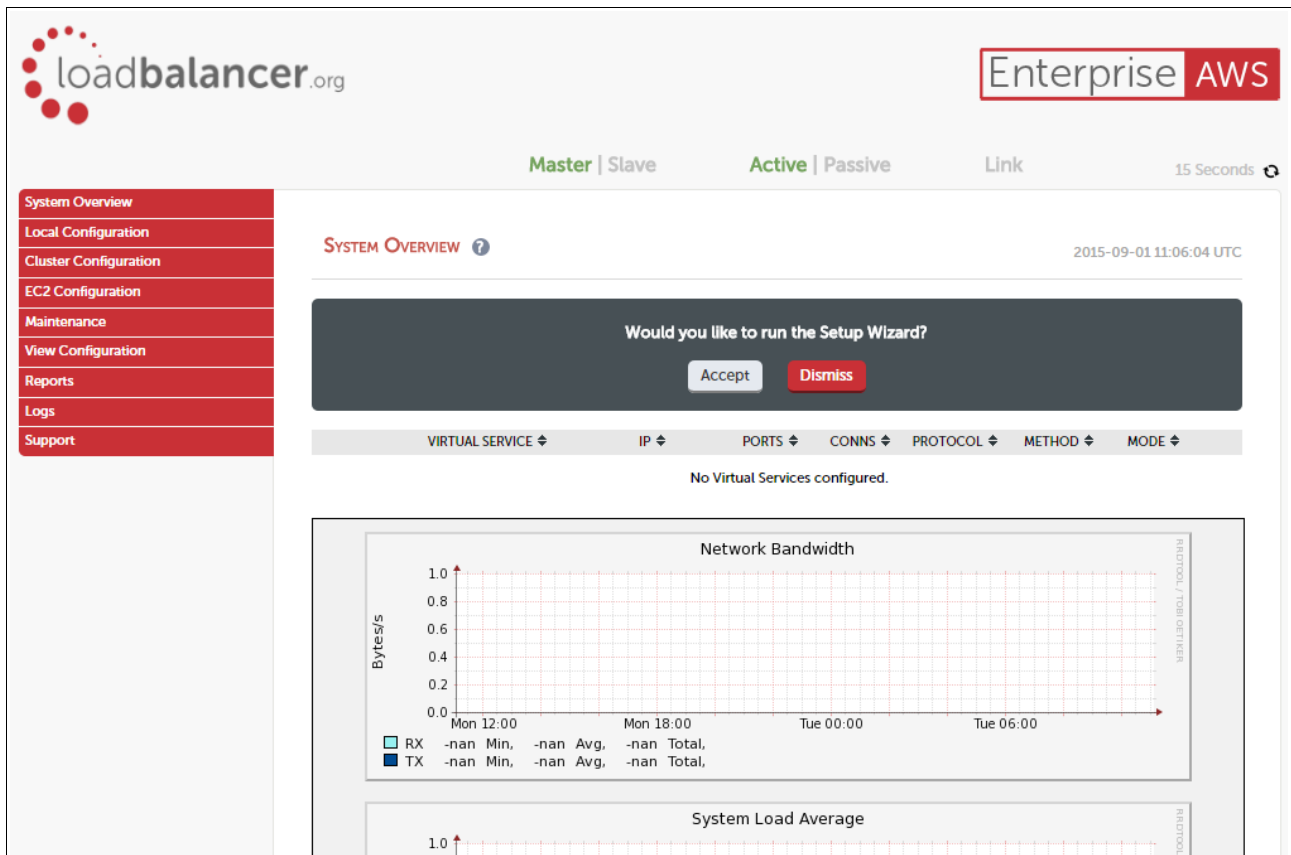 loadbalancer.org
Enterprise AWS
Master | Slave
Active | Passive
Link
15 Seconds
System Overview
Local Configuration
Cluster Configuration
EC2 Configuration
Maintenance
View Configuration
Reports
Logs
Support
System Overview ?
2015-09-01 11:06:04 UTC
Would you like to run the Setup Wizard?
Accept
Dismiss
VIRTUAL SERVICE IP PORTS CONNS PROTOCOL METHOD MODE
No Virtual Services configured.
Network Bandwidth
RRDTOOL / TOBI OETIKER
Bytes/s
1.0
0.8
0.6
0.4
0.2
0.0
Mon 12:00 Mon 18:00 Tue 00:00 Tue 06:00
RX -nan Min, -nan Avg, -nan Total,
TX -nan Min, -nan Avg, -nan Total,
System Load Average
RRDTOOL
1.0